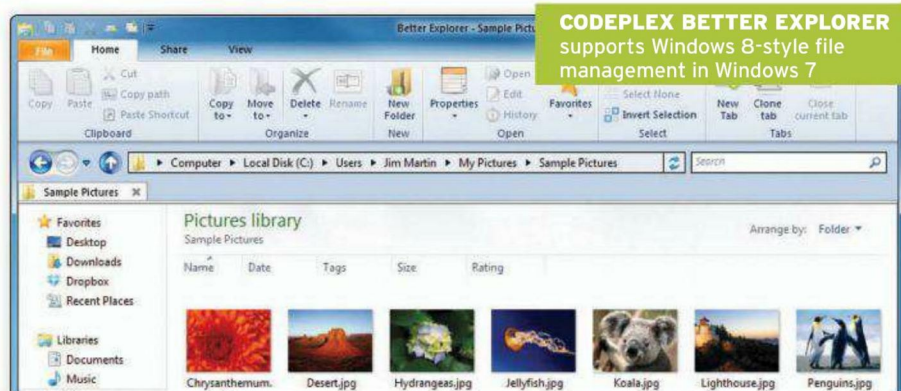 CODEPLEX BETTER EXPLORER
supports Windows 8-style file
management in Windows 7
Better Explorer - Sample Pictu
File
Home
Share
View
Copy
Paste
Cut
Copy path
Paste Shortcut
Clipboard
Copy to
Move to
Delete
Rename
Organize
New Folder
New
Properties
Open
Edit
History
Open
Favorites
Select None
Invert Selection
Select
New Tab
Clone tab
Close current tab
Tabs
Computer
Local Disk (C:)
Users
Jim Martin
My Pictures
Sample Pictures
Search
Sample Pictures
Favorites
Desktop
Downloads
Dropbox
Recent Places
Libraries
Documents
Music
Pictures library
Sample Pictures
Arrange by: Folder
Name
Date
Tags
Size
Rating
Chrysanthemum.
Desert.jpg
Hydrangeas.jpg
Jellyfish.jpg
Koala.jpg
Lighthouse.jpg
Penguins.jpg